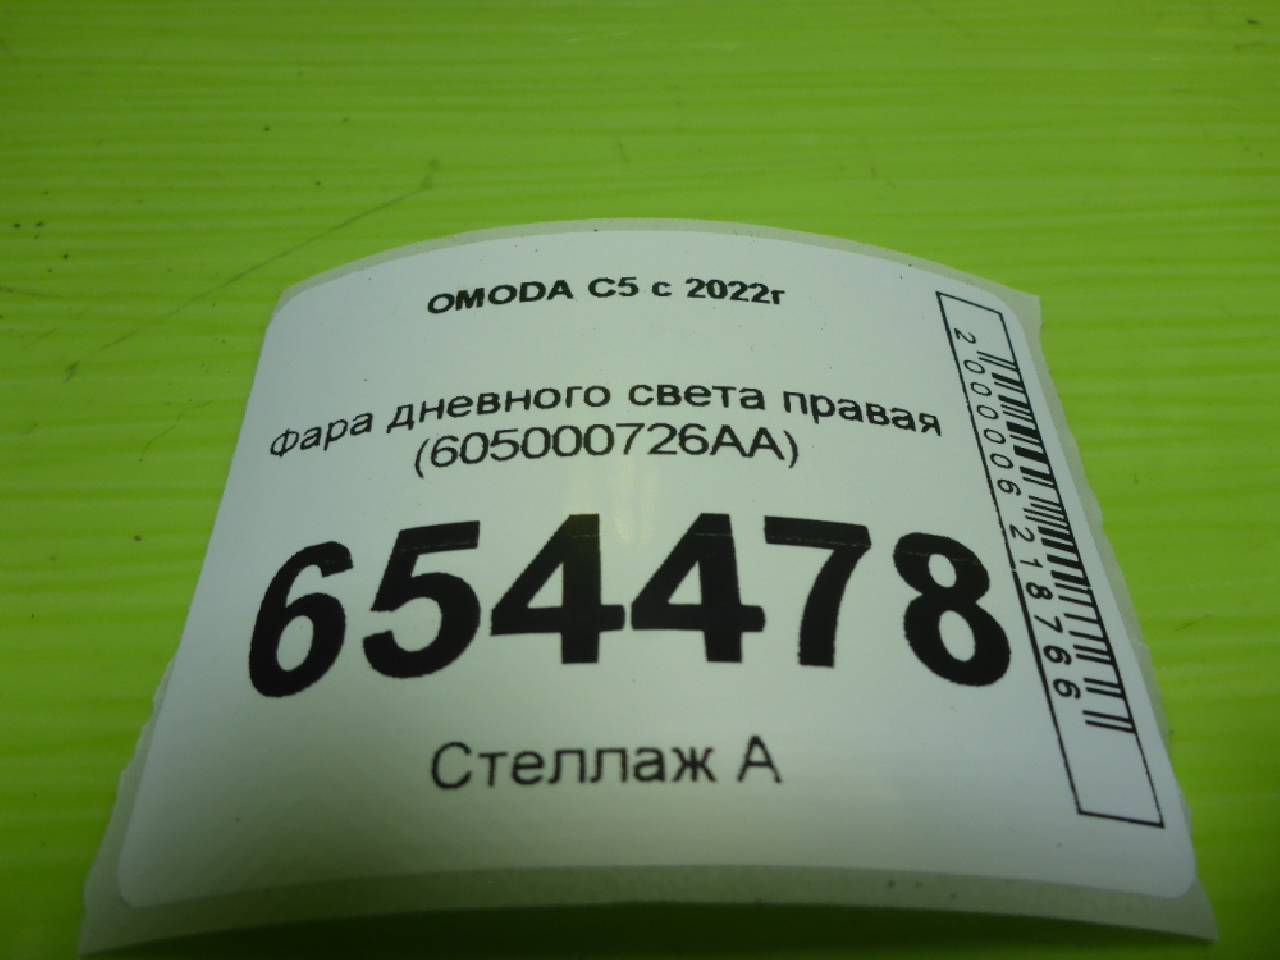 OMODA C5 с 2022г
Фара дневного света правая
(605000726AA)
654478
Стеллаж А
2000006218766